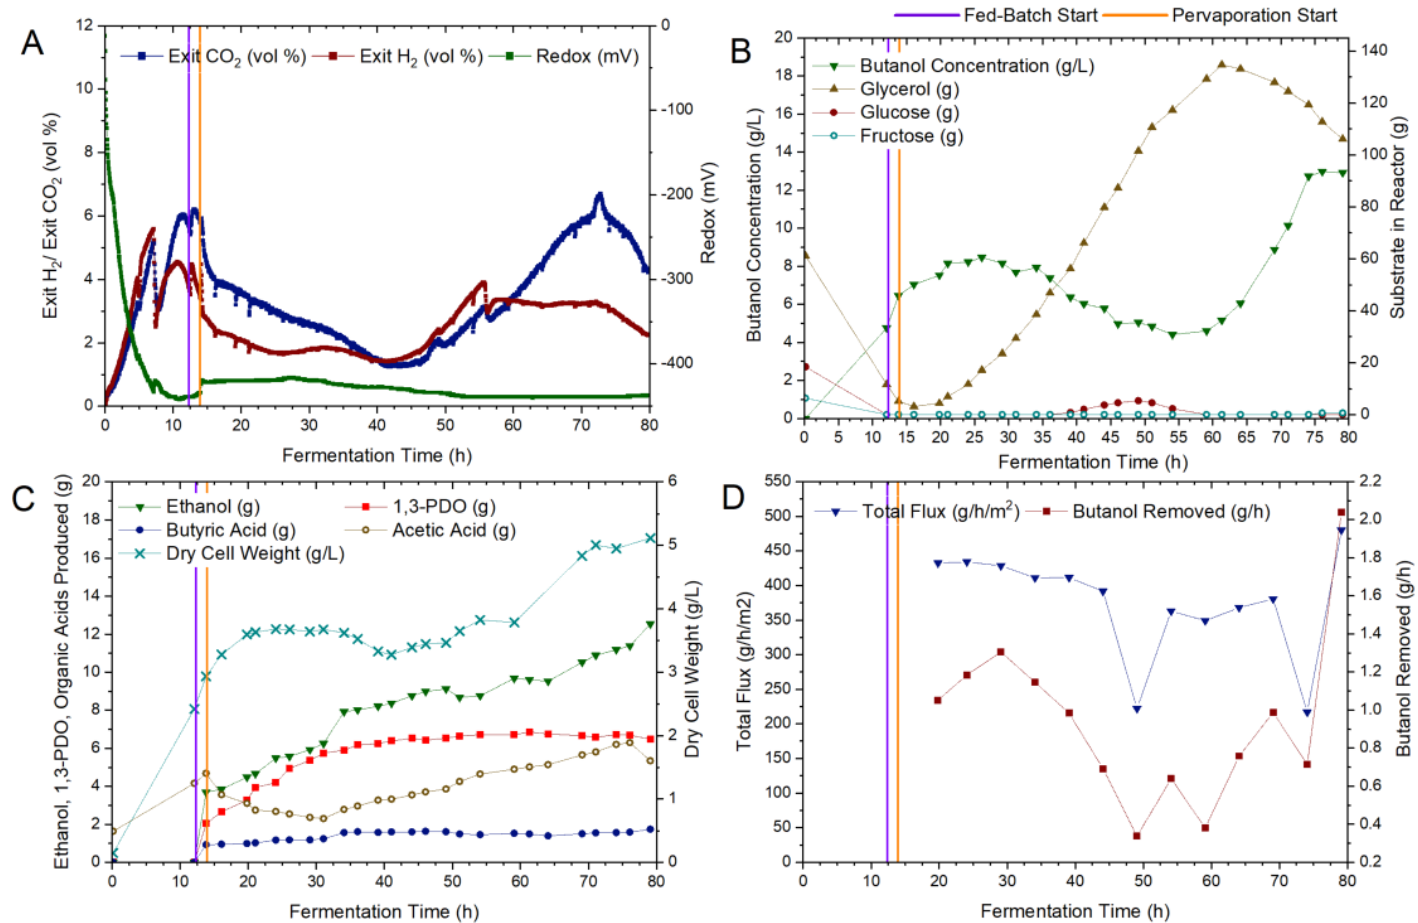 Fed-Batch Start Pervaporation Start
A
Exit CO₂ (vol %) Exit H₂ (vol %) Redox (mV)
Exit H₂/ Exit CO₂ (vol %)
12
10
8
6
4
2
0
0 10 20 30 40 50 60 70 80
Fermentation Time (h)
0
-100
-200
-300
-400
Redox (mV)
B
Butanol Concentration (g/L)
Glycerol (g)
Glucose (g)
Fructose (g)
Butanol Concentration (g/L)
20
18
16
14
12
10
8
6
4
2
0
0 5 10 15 20 25 30 35 40 45 50 55 60 65 70 75 80
Fermentation Time (h)
140
120
100
80
60
40
20
0
Substrate in Reactor (g)
C
Ethanol (g) 1,3-PDO (g)
Butyric Acid (g) Acetic Acid (g)
Dry Cell Weight (g/L)
Ethanol, 1,3-PDO, Organic Acids Produced (g)
20
18
16
14
12
10
8
6
4
2
0
0 10 20 30 40 50 60 70 80
Fermentation Time (h)
6
5
4
3
2
1
0
Dry Cell Weight (g/L)
D
Total Flux (g/h/m²) Butanol Removed (g/h)
Total Flux (g/h/m2)
550
500
450
400
350
300
250
200
150
100
50
0
0 10 20 30 40 50 60 70 80
Fermentation Time (h)
2.2
2.0
1.8
1.6
1.4
1.2
1.0
0.8
0.6
0.4
0.2
Butanol Removed (g/h)